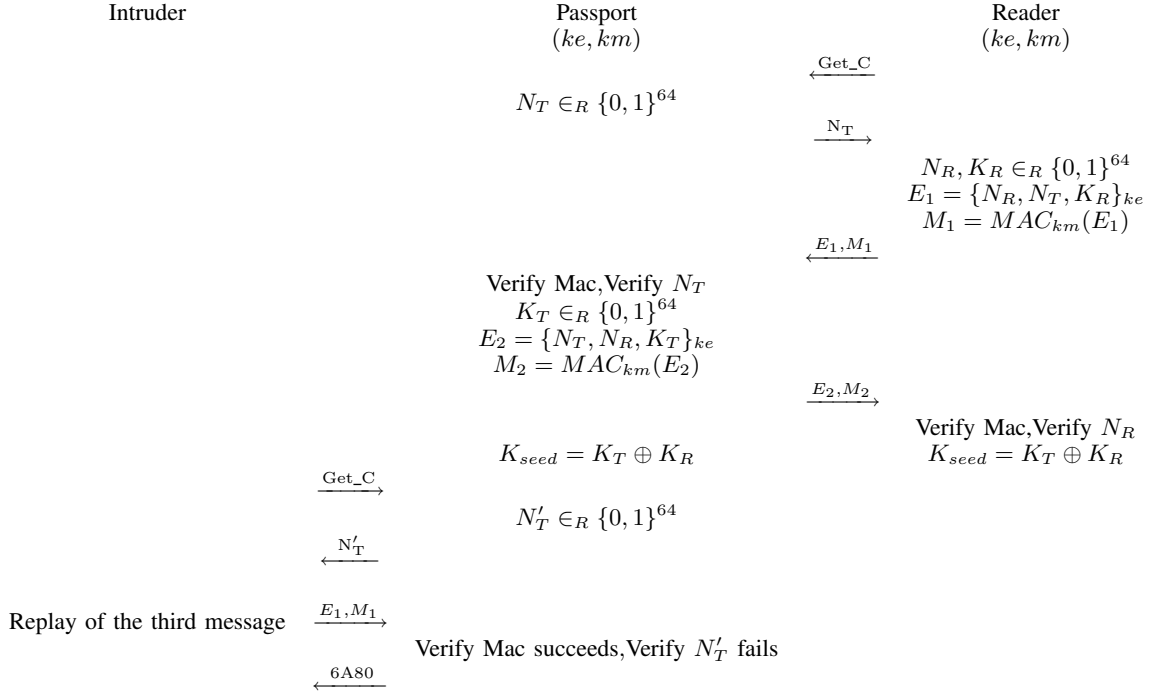 Intruder Passport Reader
(ke, km) (ke, km)
Get_C
N_T ∈_R {0, 1}^64
N_T
N_R, K_R ∈_R {0, 1}^64
E_1 = {N_R, N_T, K_R}_ke
M_1 = MAC_km(E_1)
E_1,M_1
Verify Mac,Verify N_T
K_T ∈_R {0, 1}^64
E_2 = {N_T, N_R, K_T}_ke
M_2 = MAC_km(E_2)
E_2,M_2
Verify Mac,Verify N_R
K_seed = K_T ⊕ K_R K_seed = K_T ⊕ K_R
Get_C
N'_T ∈_R {0, 1}^64
N'_T
Replay of the third message E_1,M_1
Verify Mac succeeds,Verify N'_T fails
6A80